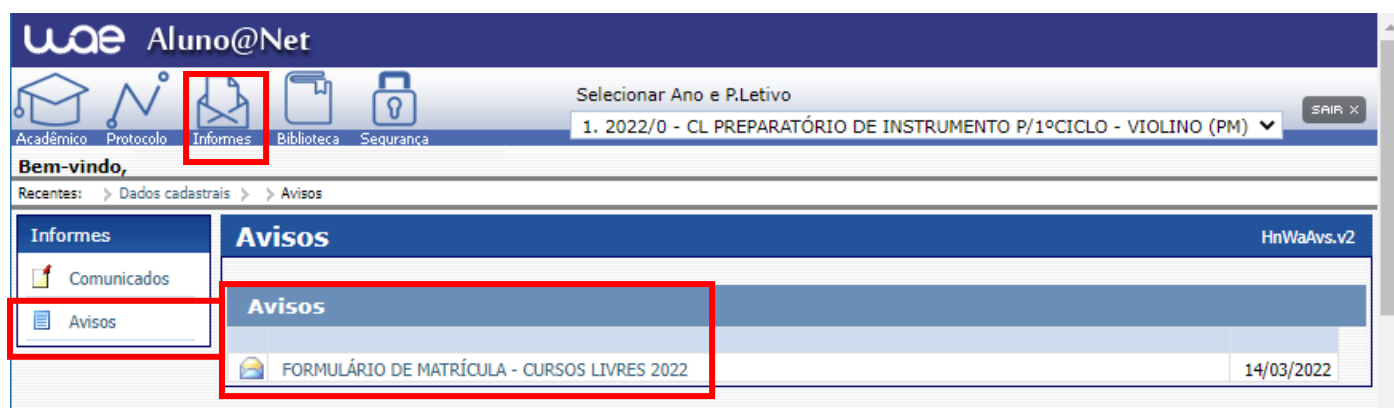 uae Aluno@Net
Selecionar Ano e P.Letivo
1. 2022/0 - CL PREPARATÓRIO DE INSTRUMENTO P/1ºCICLO - VIOLINO (PM)
SAIR X
Acadêmico Protocolo Informes Biblioteca Segurança
Bem-vindo,
Recentes: > Dados cadastrais > > Avisos
Informes
Comunicados
Avisos
Avisos HnWaAvs.v2
Avisos
FORMULÁRIO DE MATRÍCULA - CURSOS LIVRES 2022 14/03/2022